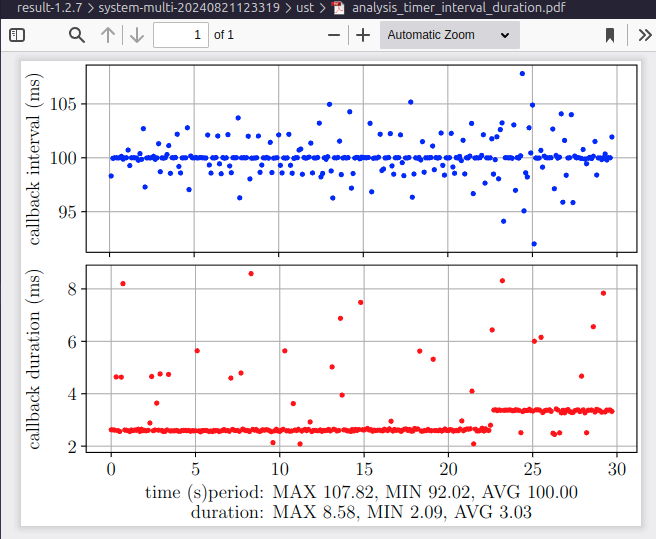 result-1.2.7 > system-multi-20240821123319 > ust > analysis_timer_interval_duration.pdf
1 of 1 Automatic Zoom
callback interval (ms)
105
100
95
callback duration (ms)
8
6
4
2
0 5 10 15 20 25 30
time (s)period: MAX 107.82, MIN 92.02, AVG 100.00
duration: MAX 8.58, MIN 2.09, AVG 3.03